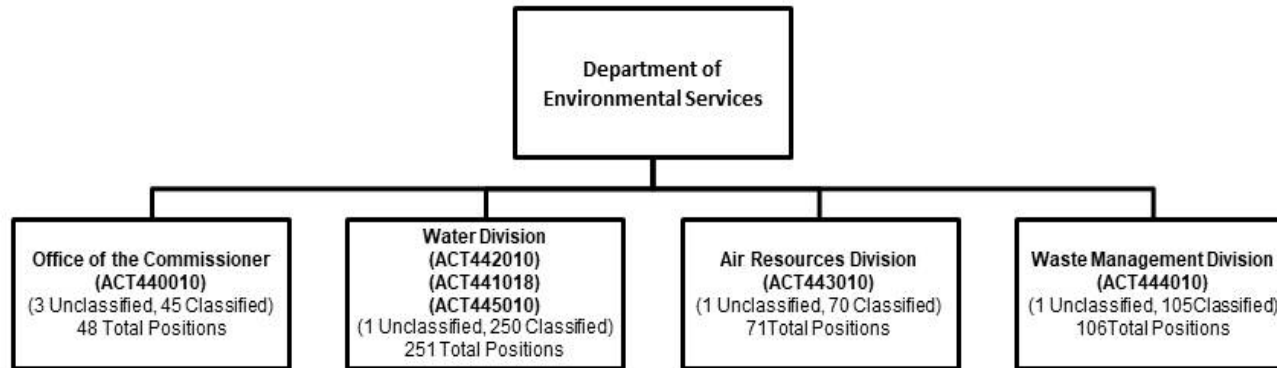 Department of
Environmental Services
Office of the Commissioner
(ACT440010)
(3 Unclassified, 45 Classified)
48 Total Positions
Water Division
(ACT442010)
(ACT441018)
(ACT445010)
(1 Unclassified, 250 Classified)
251 Total Positions
Air Resources Division
(ACT443010)
(1 Unclassified, 70 Classified)
71Total Positions
Waste Management Division
(ACT444010)
(1 Unclassified, 105Classified)
106Total Positions